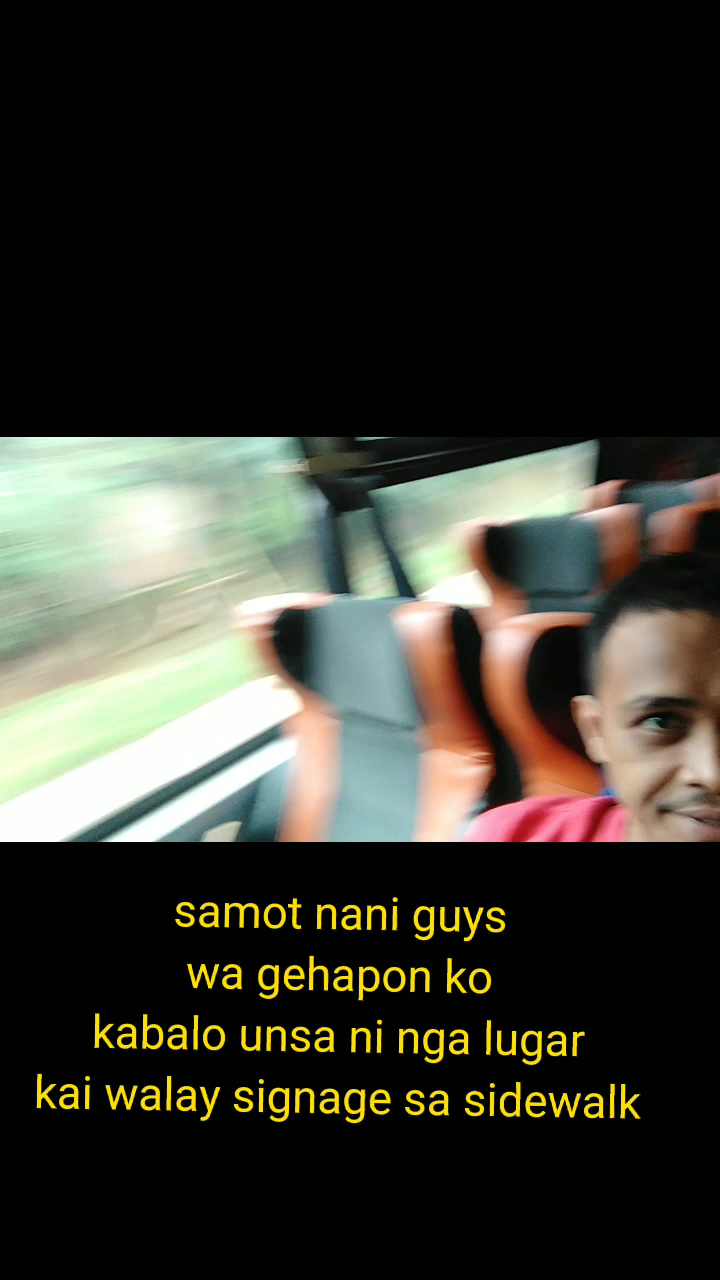 samot nani guys
wa gehapon ko
kabalo unsa ni nga lugar
kai walay signage sa sidewalk